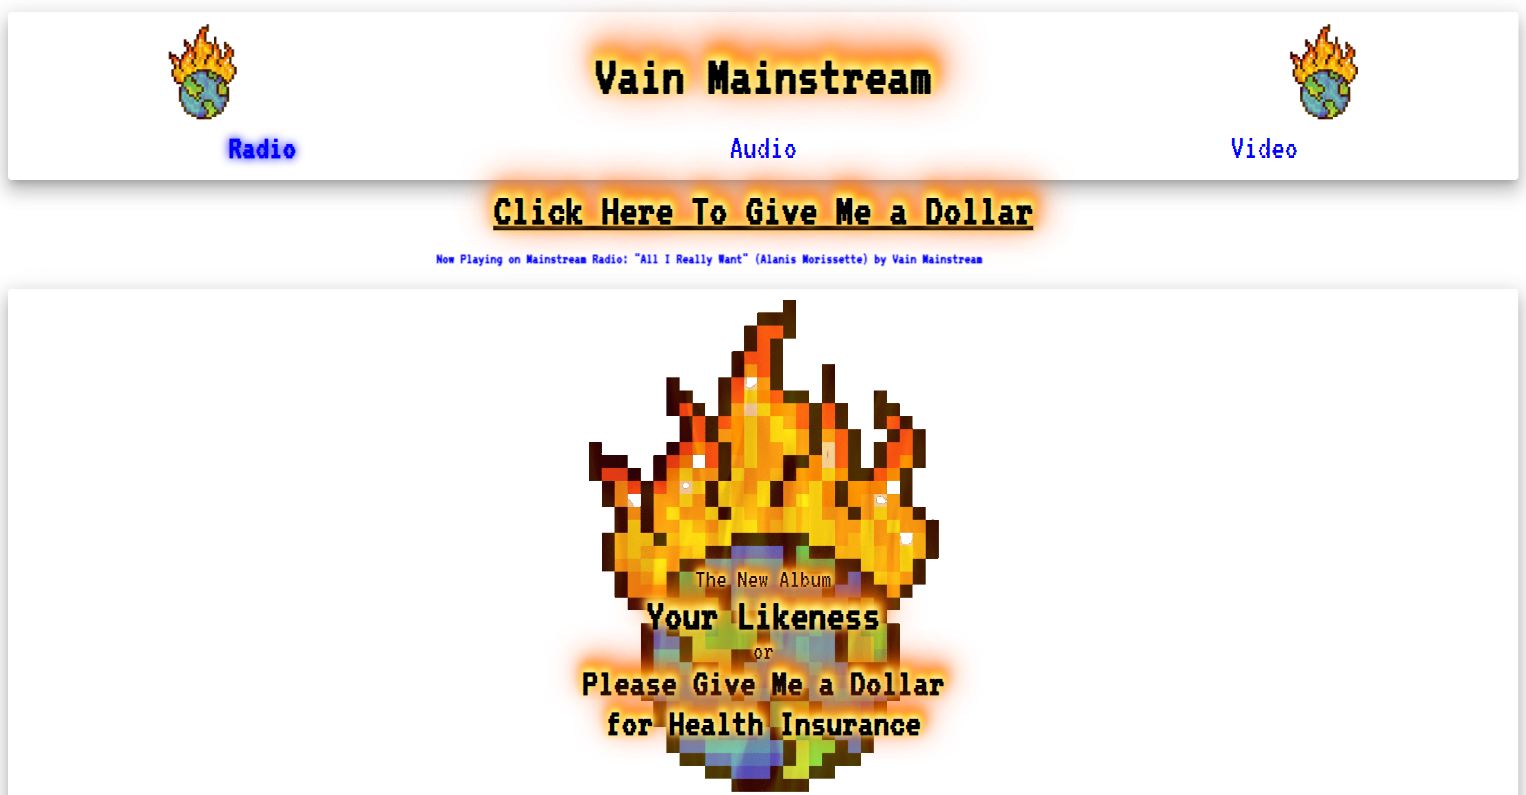 Vain Mainstream
Radio
Audio
Video
Click Here To Give Me a Dollar
Now Playing on Mainstream Radio: "All I Really Want" (Alanis Morissette) by Vain Mainstream
The New Album
Your Likeness
or
Please Give Me a Dollar
for Health Insurance